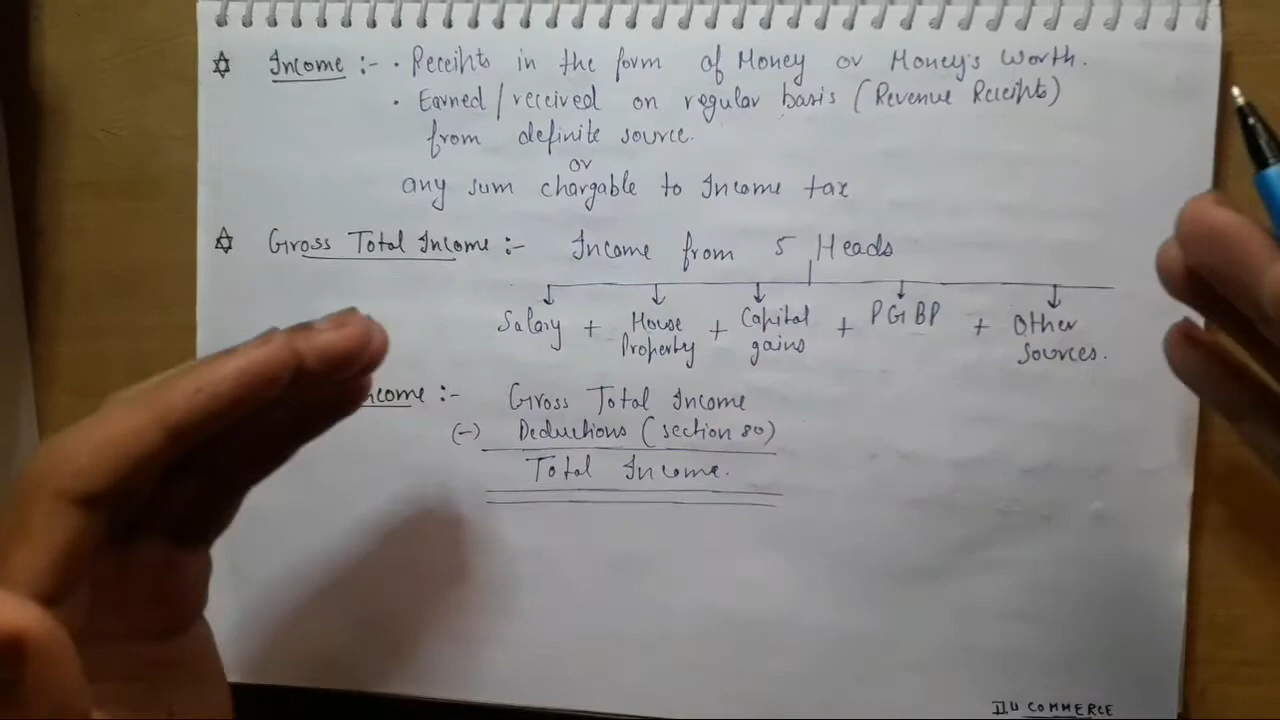 Income :- · Receipts in the form of Money or Money's Worth.
· Earned / received on regular basis (Revenue Receipts)
from definite source.
or
any sum chargable to Income tax
Gross Total Income :- Income from 5 Heads
Salary + House Property + Capital gains + PGBP + Other Sources.
ncome :- Gross Total Income
(-) Deductions (section 80)
Total Income.
DU COMMERCE